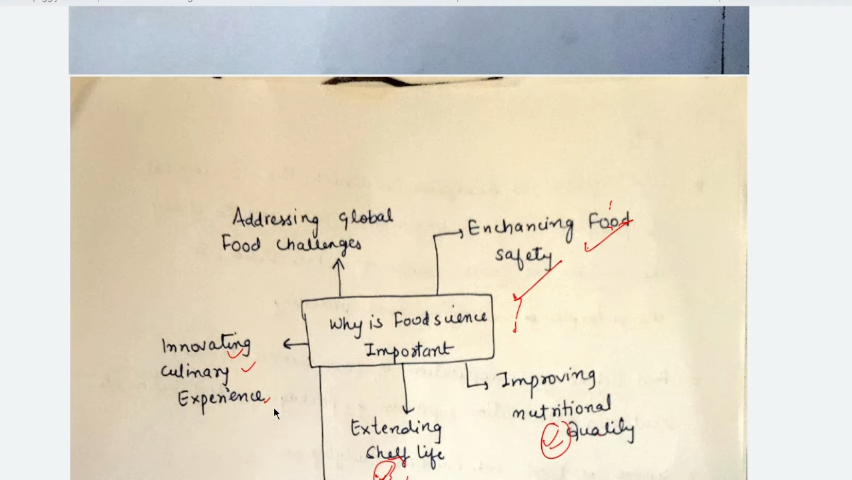 Addressing global
Food challenges
Enchancing Food
safety
Why is Food science
Important
Innovating
culinary
Experience
Improving
nutritional
Quality
Extending
Shelf life